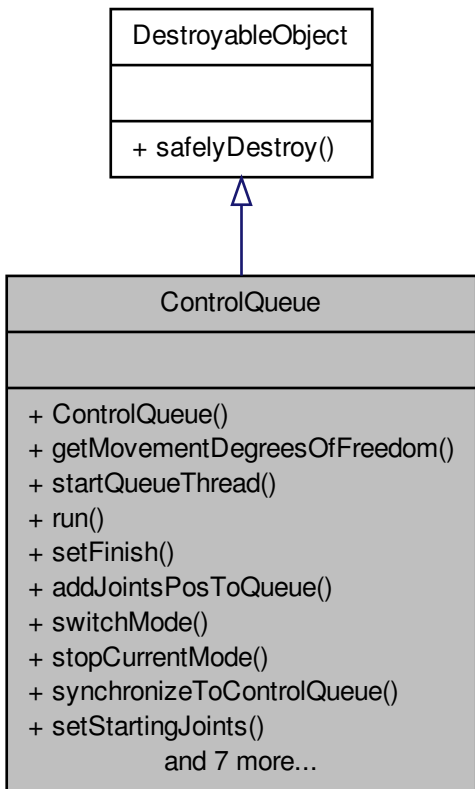 DestroyableObject
+ safelyDestroy()
ControlQueue
+ ControlQueue()
+ getMovementDegreesOfFreedom()
+ startQueueThread()
+ run()
+ setFinish()
+ addJointsPosToQueue()
+ switchMode()
+ stopCurrentMode()
+ synchronizeToControlQueue()
+ setStartingJoints()
and 7 more...